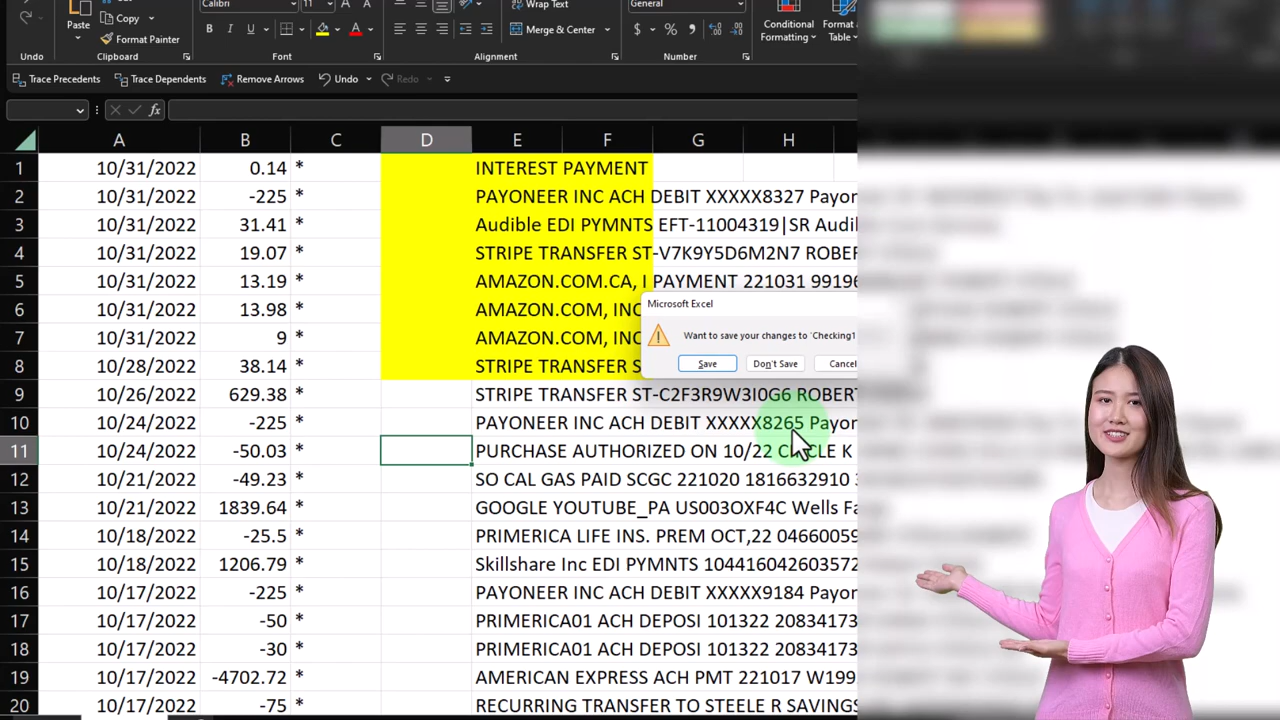 Paste
Copy
Format Painter
Calibri 11 A A
B I U A
Wrap Text
Merge & Center
General
$ %
Conditional Formatting
Format a
Table
Undo Clipboard Font Alignment Number
Trace Precedents Trace Dependents Remove Arrows Undo Redo
fx
A B C D E F G H
1 10/31/2022 0.14 * INTEREST PAYMENT
2 10/31/2022 -225 PAYONEER INC ACH DEBIT XXXXX8327 Payor
3 10/31/2022 31.41 * Audible EDI PYMNTS EFT-11004319|SR Audil
4 10/31/2022 19.07 * STRIPE TRANSFER ST-V7K9Y5D6M2N7 ROBER
5 10/31/2022 13.19 * AMAZON.COM.CA, I PAYMENT 221031 99196
6 10/31/2022 13.98 * AMAZON.COM, INC
7 10/31/2022 9 * AMAZON.COM, INC
8 10/28/2022 38.14 * STRIPE TRANSFER S
Microsoft Excel
Want to save your changes to 'Checking1
Save Don't Save Cancel
9 10/26/2022 629.38 * STRIPE TRANSFER ST-C2F3R9W3I0G6 ROBERT
10 10/24/2022 -225 * PAYONEER INC ACH DEBIT XXXXX8265 Payor
11 10/24/2022 -50.03 * PURCHASE AUTHORIZED ON 10/22 CIRCLE K
12 10/21/2022 -49.23 * SO CAL GAS PAID SCGC 221020 1816632910
13 10/21/2022 1839.64 * GOOGLE YOUTUBE_PA US003OXF4C Wells Fa
14 10/18/2022 -25.5 * PRIMERICA LIFE INS. PREM OCT,22 04660059
15 10/18/2022 1206.79 * Skillshare Inc EDI PYMNTS 104416042603572
16 10/17/2022 -225 * PAYONEER INC ACH DEBIT XXXXX9184 Payor
17 10/17/2022 -50 * PRIMERICA01 ACH DEPOSI 101322 20834173
18 10/17/2022 -30 * PRIMERICA01 ACH DEPOSI 101322 20834173
19 10/17/2022 -4702.72 * AMERICAN EXPRESS ACH PMT 221017 W199
20 10/17/2022 -75 * RECURRING TRANSFER TO STEELE R SAVINGS